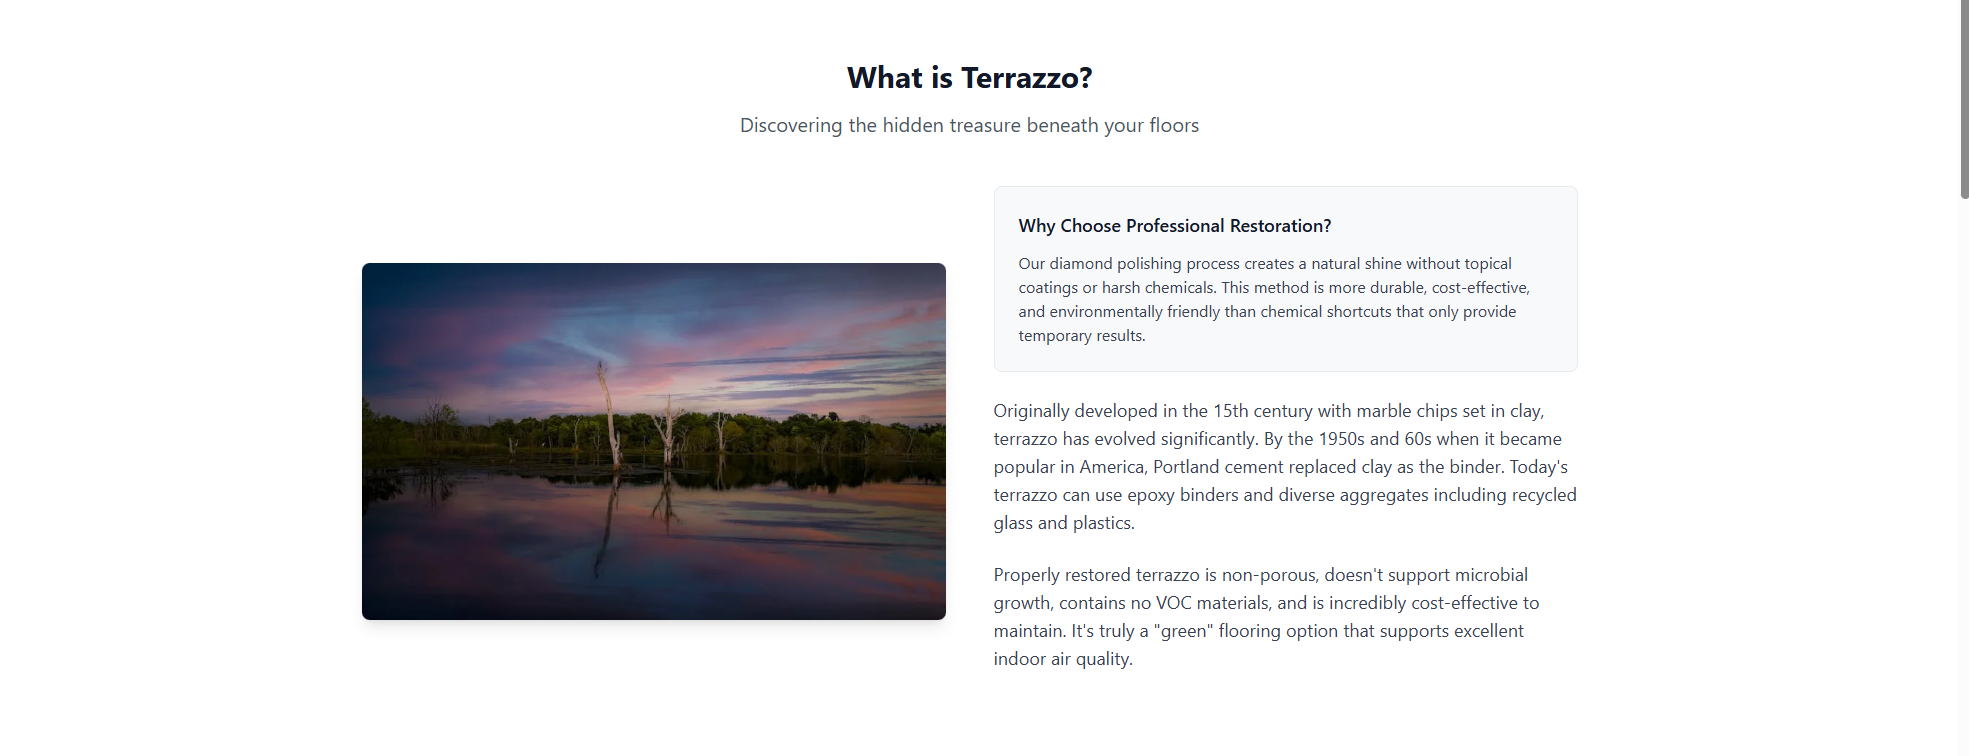 What is Terrazzo?
Discovering the hidden treasure beneath your floors
Why Choose Professional Restoration?
Our diamond polishing process creates a natural shine without topical
coatings or harsh chemicals. This method is more durable, cost-effective,
and environmentally friendly than chemical shortcuts that only provide
temporary results.
Originally developed in the 15th century with marble chips set in clay,
terrazzo has evolved significantly. By the 1950s and 60s when it became
popular in America, Portland cement replaced clay as the binder. Today's
terrazzo can use epoxy binders and diverse aggregates including recycled
glass and plastics.
Properly restored terrazzo is non-porous, doesn't support microbial
growth, contains no VOC materials, and is incredibly cost-effective to
maintain. It's truly a "green" flooring option that supports excellent
indoor air quality.